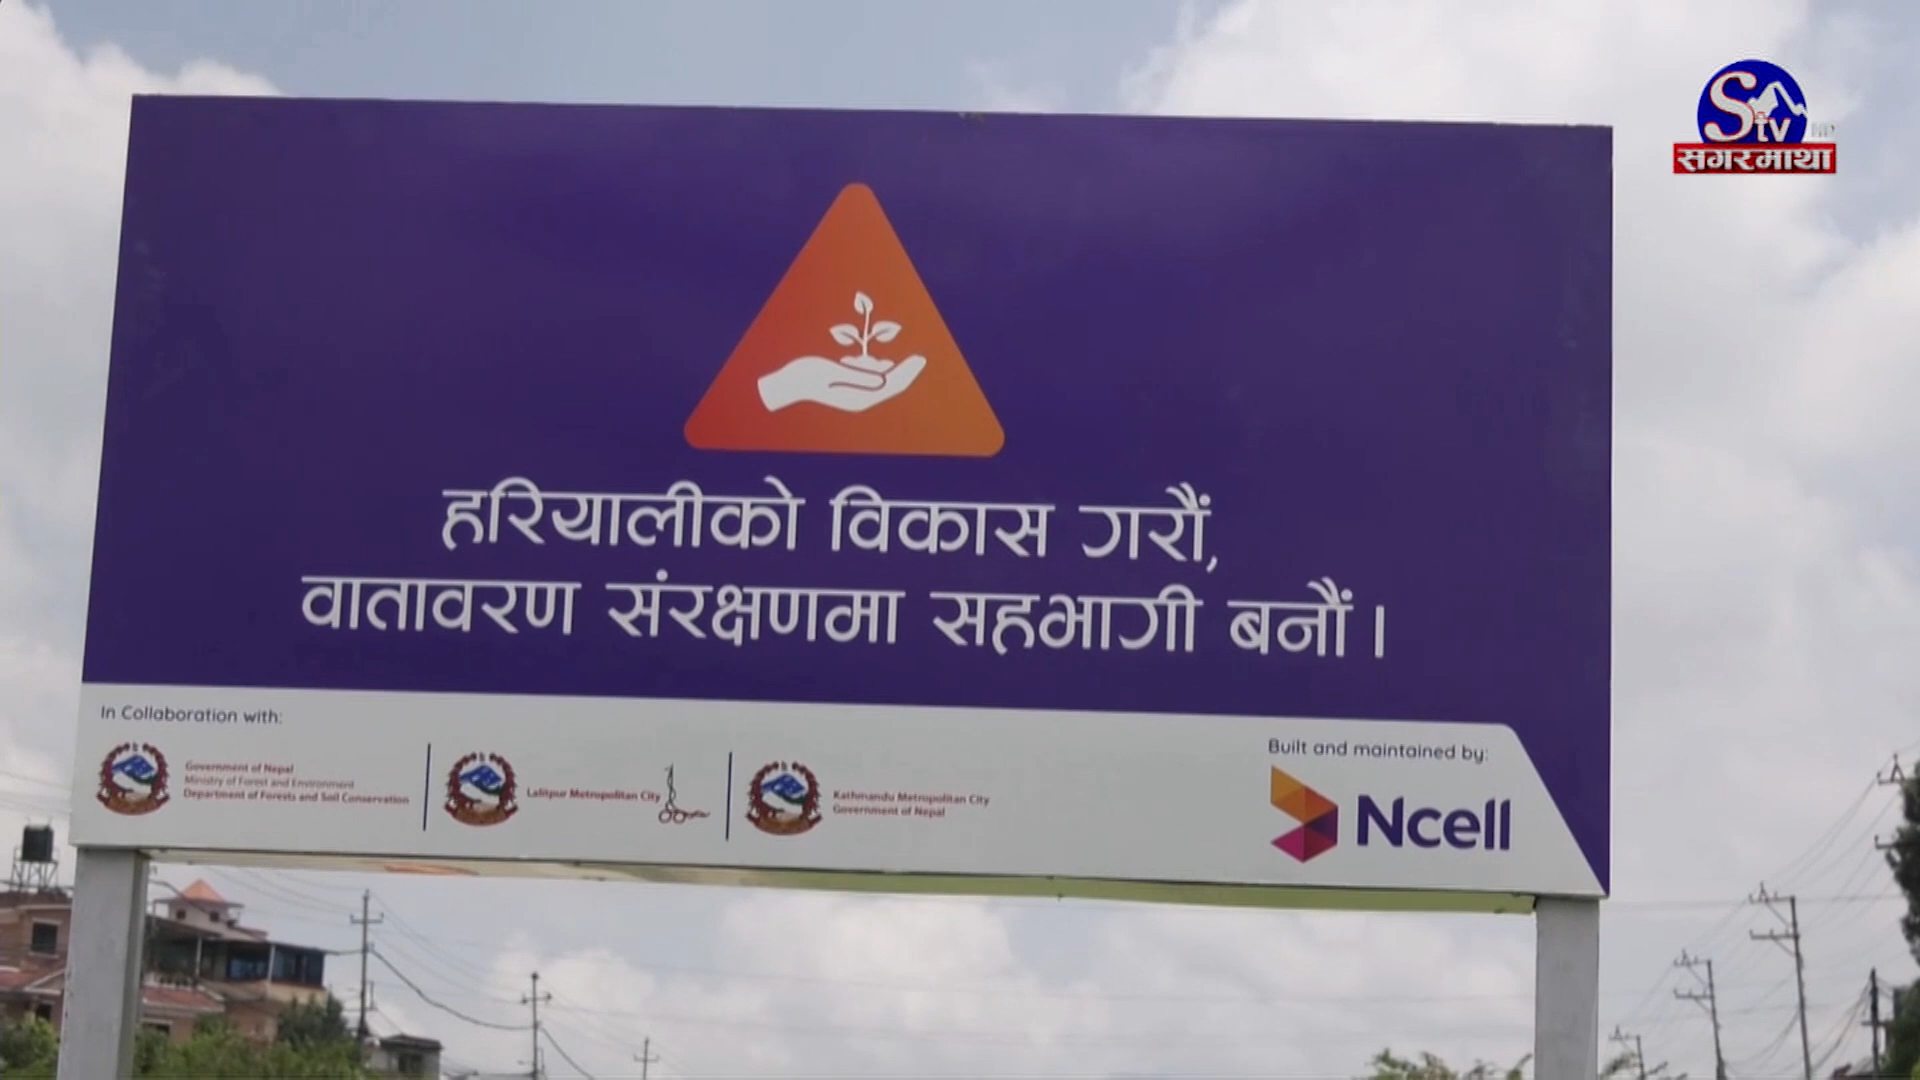 Stv HD
सगरमाथा
हरियालीको विकास गरौं,
वातावरण संरक्षणमा सहभागी बनौं।
In Collaboration with:
Government of Nepal
Ministry of Forest and Environment
Department of Forests and Soil Conservation
Lalitpur Metropolitan City
Kathmandu Metropolitan City
Government of Nepal
Built and maintained by:
Ncell